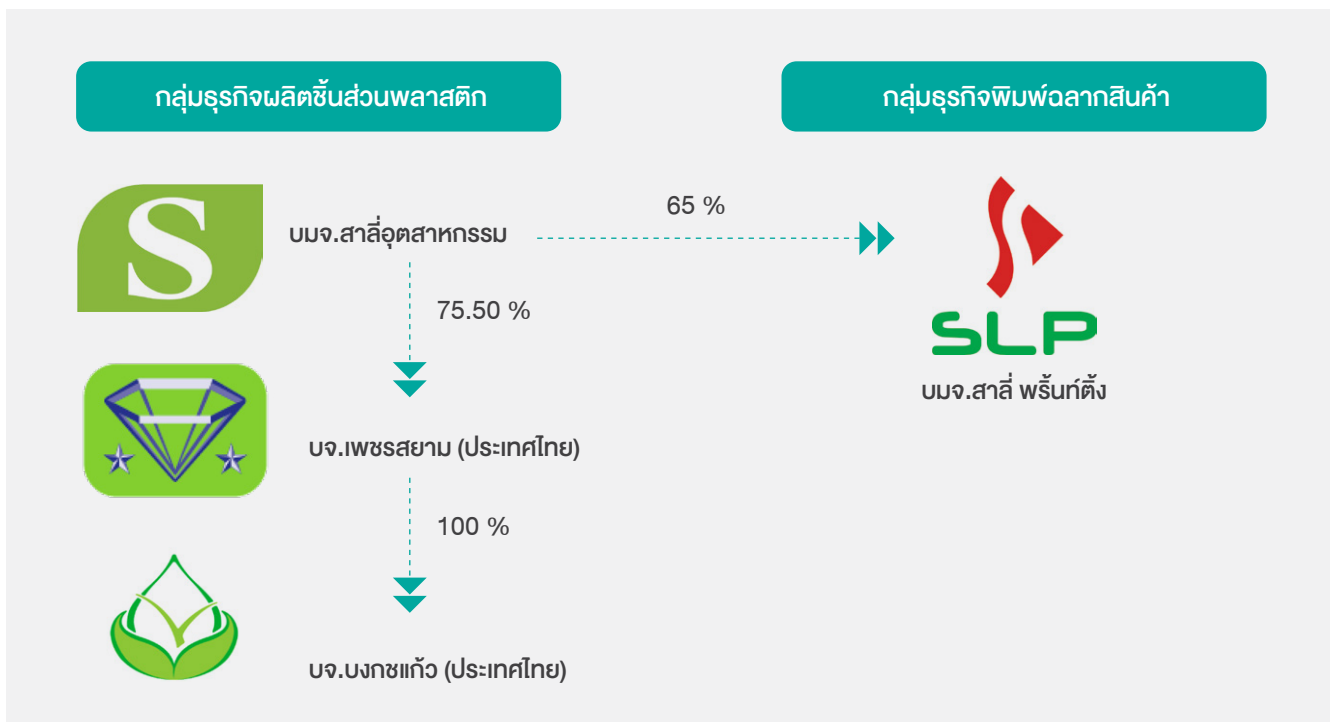 กลุ่มธุรกิจผลิตชิ้นส่วนพลาสติก
กลุ่มธุรกิจพิมพ์ฉลากสินค้า
S
บมจ.สาลี่อุตสาหกรรม
65 %
75.50 %
SLP
บมจ.สาลี่ พริ้นท์ติ้ง
บจ.เพชรสยาม (ประเทศไทย)
100 %
บจ.บงกชแก้ว (ประเทศไทย)